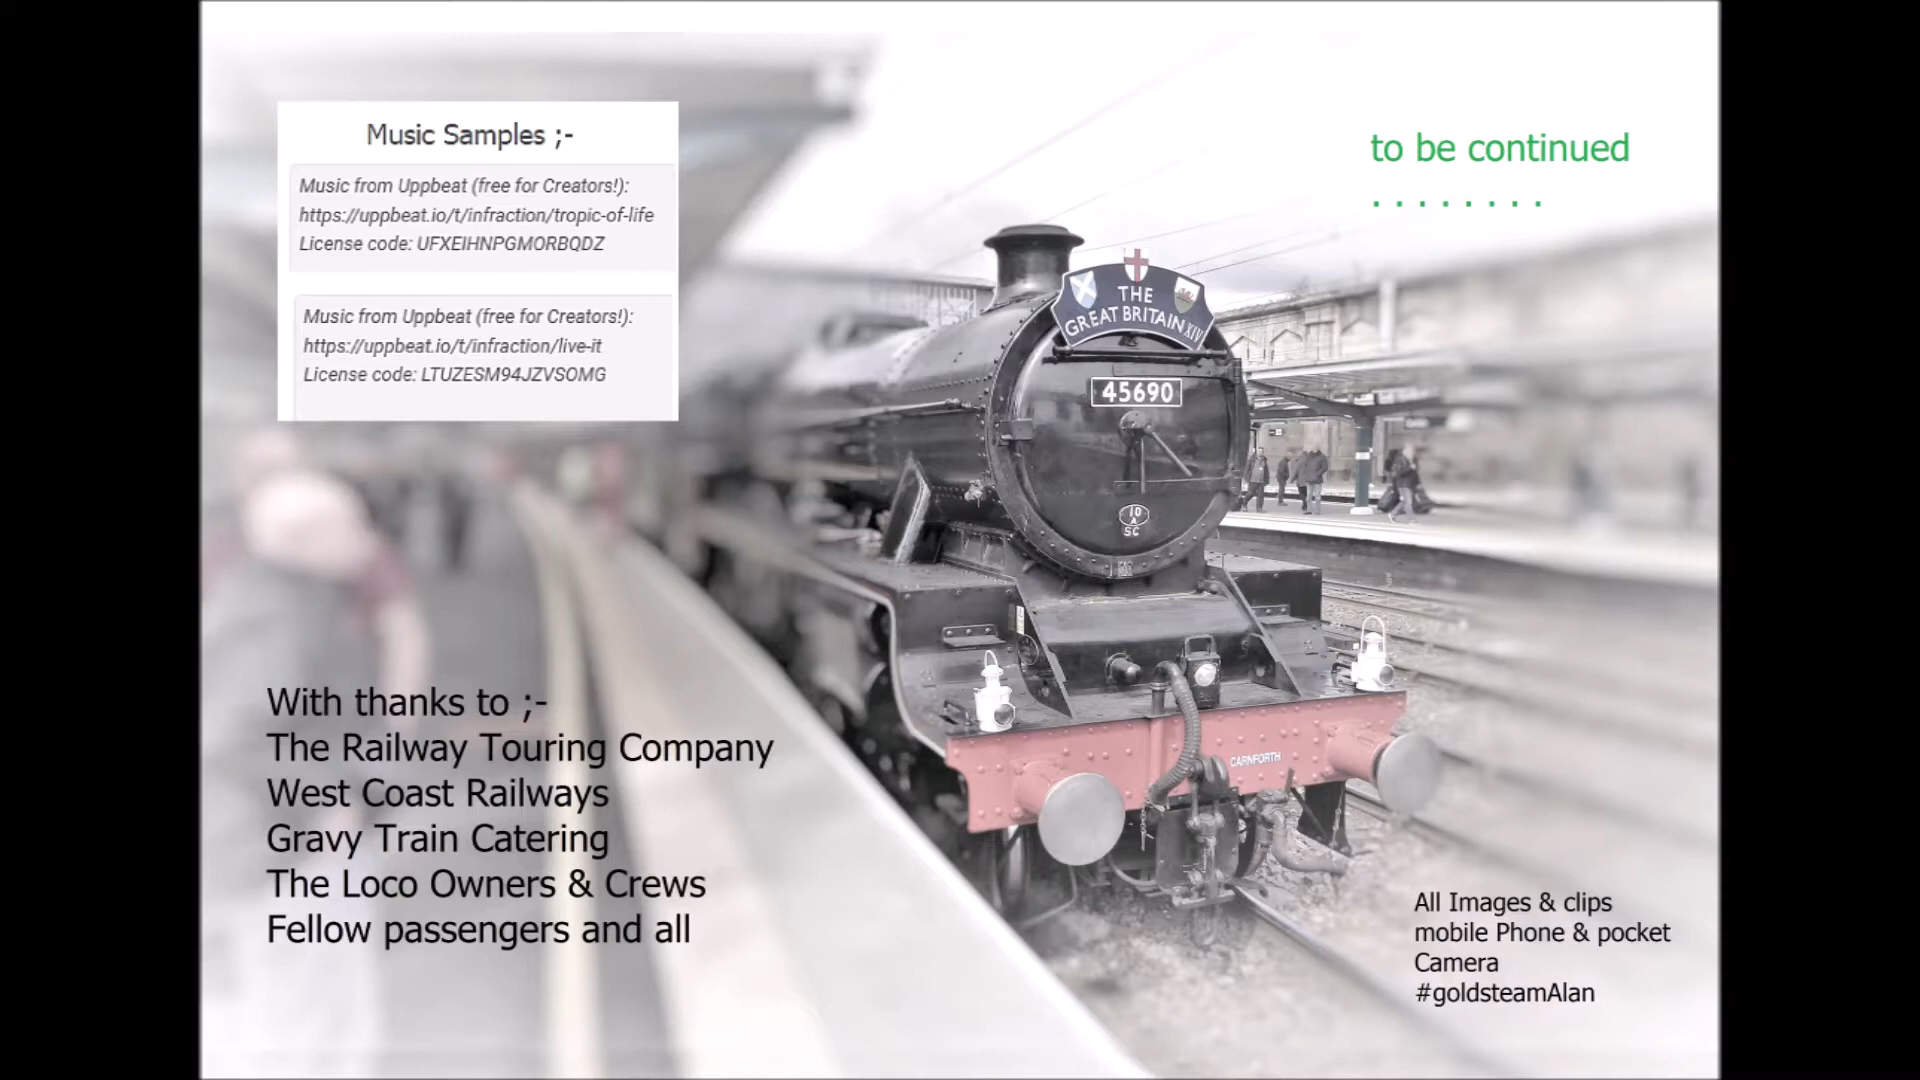 Music Samples ;-
Music from Uppbeat (free for Creators!):
https://uppbeat.io/t/infraction/tropic-of-life
License code: UFXEIHNPGMORBQDZ
Music from Uppbeat (free for Creators!):
https://uppbeat.io/t/infraction/live-it
License code: LTUZESM94JZVSOMG
to be continued
. . . . . . . .
THE
GREAT BRITAIN XIV
45690
10
A
SC
CARNFORTH
With thanks to ;-
The Railway Touring Company
West Coast Railways
Gravy Train Catering
The Loco Owners & Crews
Fellow passengers and all
All Images & clips
mobile Phone & pocket
Camera
#goldsteamAlan